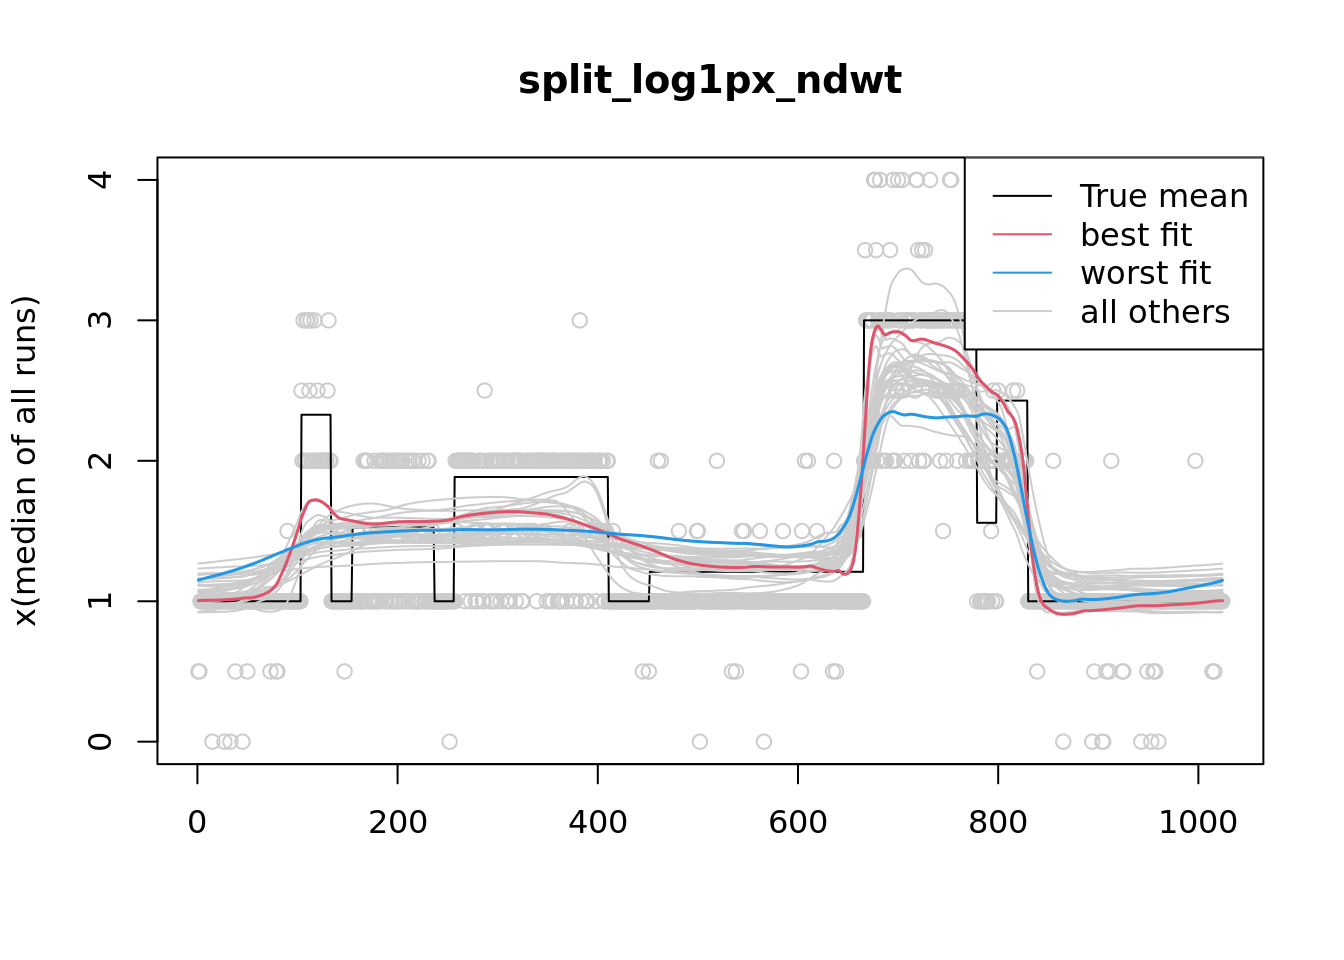 split_log1px_ndwt
x(median of all runs)
4
3
2
1
0
0 200 400 600 800 1000
True mean
best fit
worst fit
all others